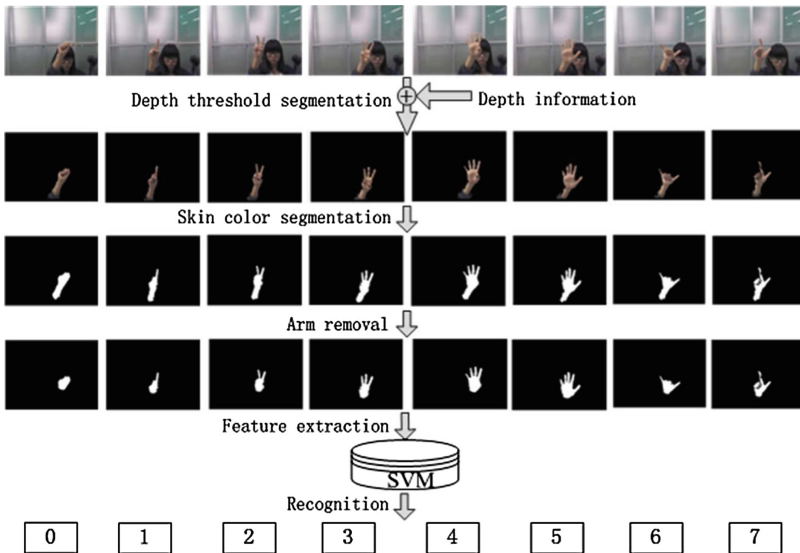 Depth threshold segmentation + Depth information
Skin color segmentation
Arm removal
Feature extraction
SVM
Recognition
0 1 2 3 4 5 6 7